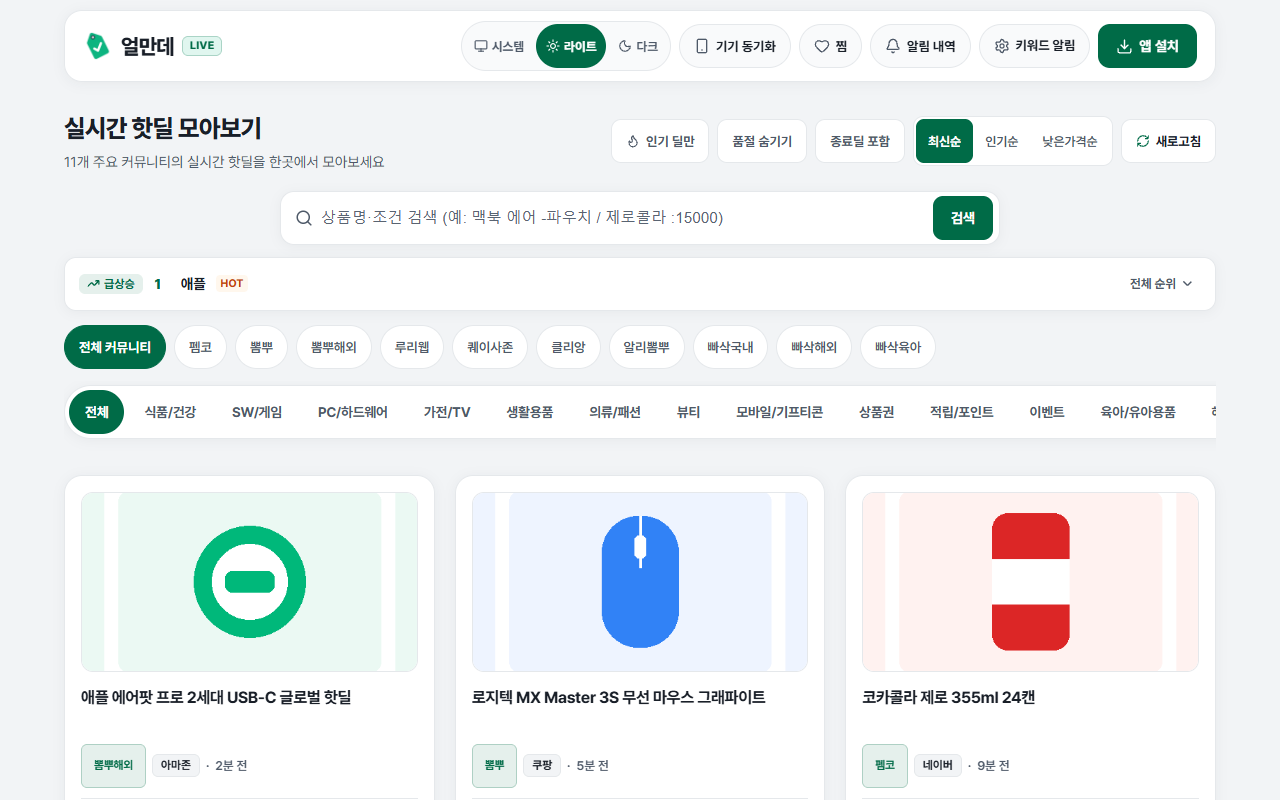 얼만데 LIVE
시스템 라이트 다크 기기 동기화 찜 알림 내역 키워드 알림 앱 설치
실시간 핫딜 모아보기
11개 주요 커뮤니티의 실시간 핫딜을 한곳에서 모아보세요
인기 딜만 품절 숨기기 종료딜 포함 최신순 인기순 낮은가격순 새로고침
상품명·조건 검색 (예: 맥북 에어 -파우치 / 제로콜라 :15000) 검색
급상승 1 애플 HOT 전체 순위
전체 커뮤니티 펨코 뽐뿌 뽐뿌해외 루리웹 퀘이사존 클리앙 알리뽐뿌 빠삭국내 빠삭해외 빠삭육아
전체 식품/건강 SW/게임 PC/하드웨어 가전/TV 생활용품 의류/패션 뷰티 모바일/기프티콘 상품권 적립/포인트 이벤트 육아/유아용품
애플 에어팟 프로 2세대 USB-C 글로벌 핫딜
뽐뿌해외 아마존 · 2분 전
로지텍 MX Master 3S 무선 마우스 그래파이트
뽐뿌 쿠팡 · 5분 전
코카콜라 제로 355ml 24캔
펨코 네이버 · 9분 전